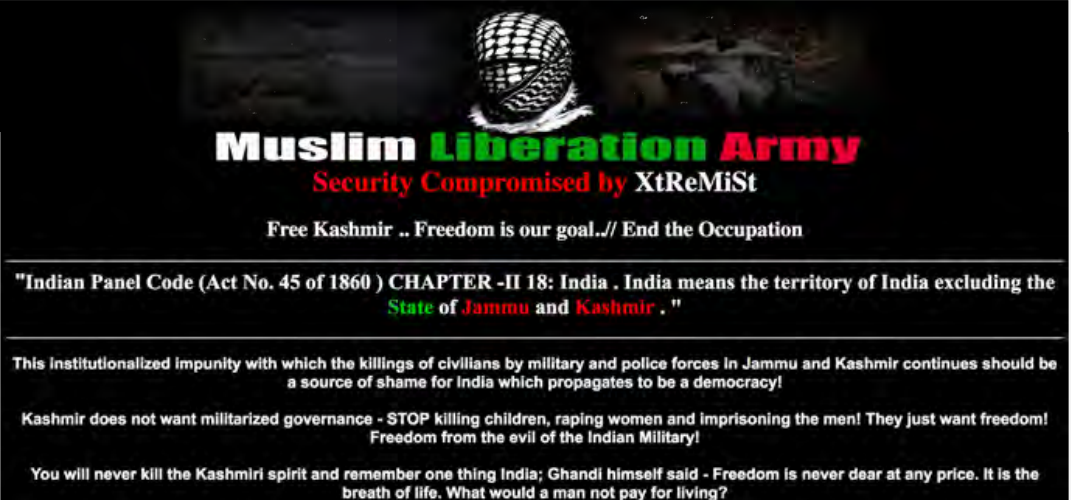 Muslim Liberation Army
Security Compromised by XtReMiSt
Free Kashmir .. Freedom is our goal..// End the Occupation
"Indian Panel Code (Act No. 45 of 1860 ) CHAPTER -II 18: India . India means the territory of India excluding the
State of Jammu and Kashmir . "
This institutionalized impunity with which the killings of civilians by military and police forces in Jammu and Kashmir continues should be
a source of shame for India which propagates to be a democracy!
Kashmir does not want militarized governance - STOP killing children, raping women and imprisoning the men! They just want freedom!
Freedom from the evil of the Indian Military!
You will never kill the Kashmiri spirit and remember one thing India; Ghandi himself said - Freedom is never dear at any price. It is the
breath of life. What would a man not pay for living?